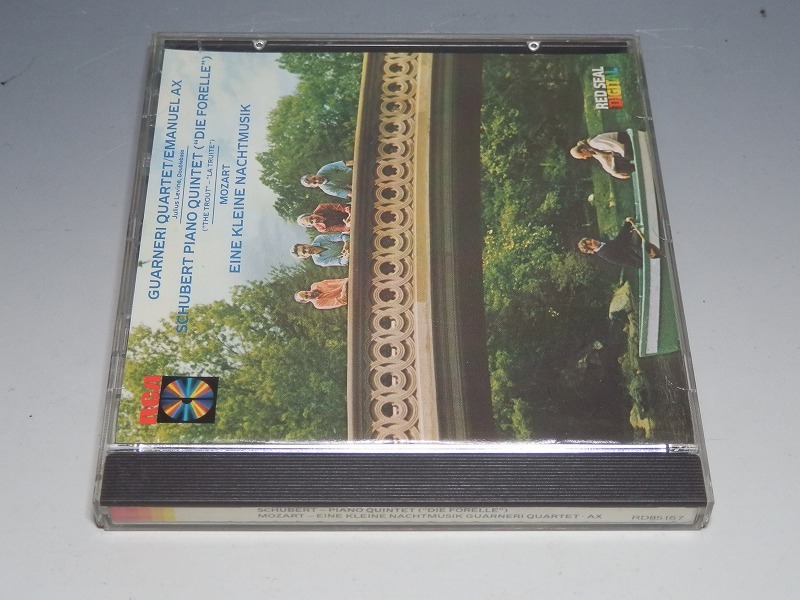 GUARNERI QUARTET/EMANUEL AX
Julius Levine, Doublebass
SCHUBERT PIANO QUINTET ("DIE FORELLE")
("THE TROUT" – "LA TRUITE")
MOZART
EINE KLEINE NACHTMUSIK
RED SEAL
DIGITAL
RCA
SCHUBERT – PIANO QUINTET ("DIE FORELLE")
MOZART – EINE KLEINE NACHTMUSIK GUARNERI QUARTET · AX
RD85167